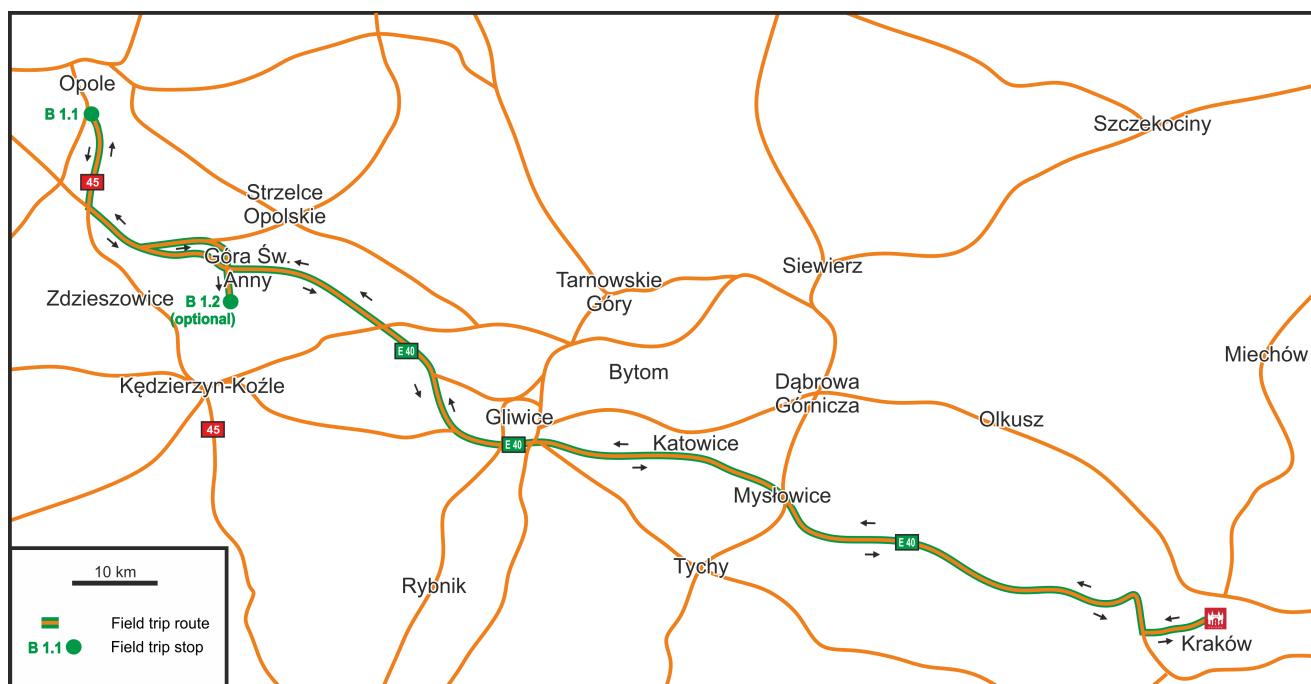 Opole
B 1.1
Szczekociny
45
Strzelce
Opolskie
Góra Św.
Anny
Siewierz
Tarnowskie
Góry
Zdzieszowice
B 1.2
(optional)
E 40
Miechów
Bytom
Kędzierzyn-Koźle
Dąbrowa
Górnicza
Gliwice
Olkusz
45
E 40
Katowice
Mysłowice
E 40
Tychy
Rybnik
Kraków
10 km
Field trip route
B 1.1
Field trip stop